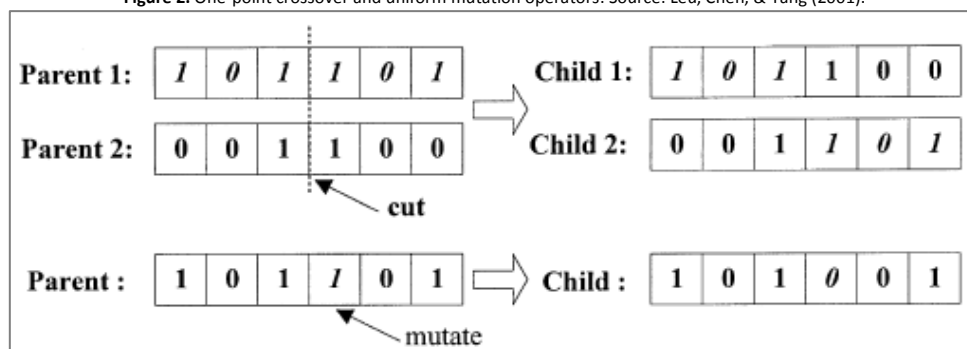 Figure 2. One-point crossover and uniform mutation operators. Source: Leu, Chen, & Yang (2001).
Parent 1: 1 0 1 1 0 1 Child 1: 1 0 1 1 0 0
Parent 2: 0 0 1 1 0 0 Child 2: 0 0 1 1 0 1
cut
Parent : 1 0 1 1 0 1 Child : 1 0 1 0 0 1
mutate